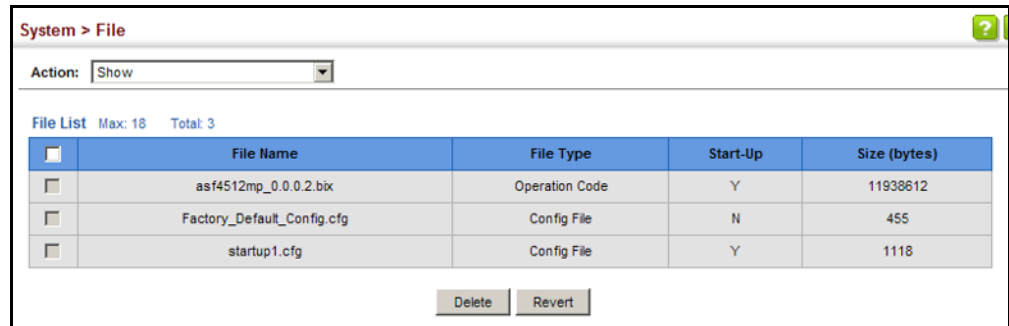 System > File
?
Action: Show
File List Max: 18 Total: 3
File Name File Type Start-Up Size (bytes)
asf4512mp_0.0.0.2.bix Operation Code Y 11938612
Factory_Default_Config.cfg Config File N 455
startup1.cfg Config File Y 1118
Delete Revert